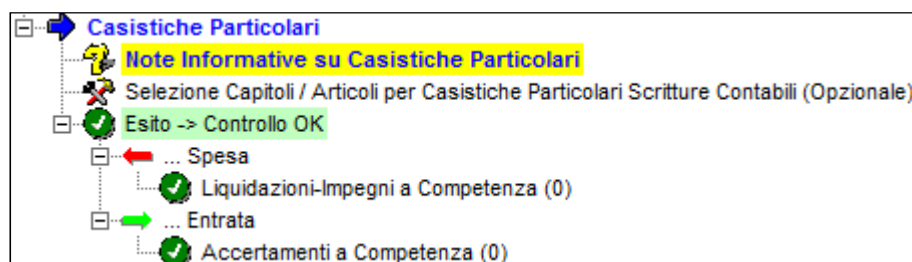 Casistiche Particolari
Note Informative su Casistiche Particolari
Selezione Capitoli / Articoli per Casistiche Particolari Scritture Contabili (Opzionale)
Esito -> Controllo OK
... Spesa
Liquidazioni-Impegni a Competenza (0)
... Entrata
Accertamenti a Competenza (0)